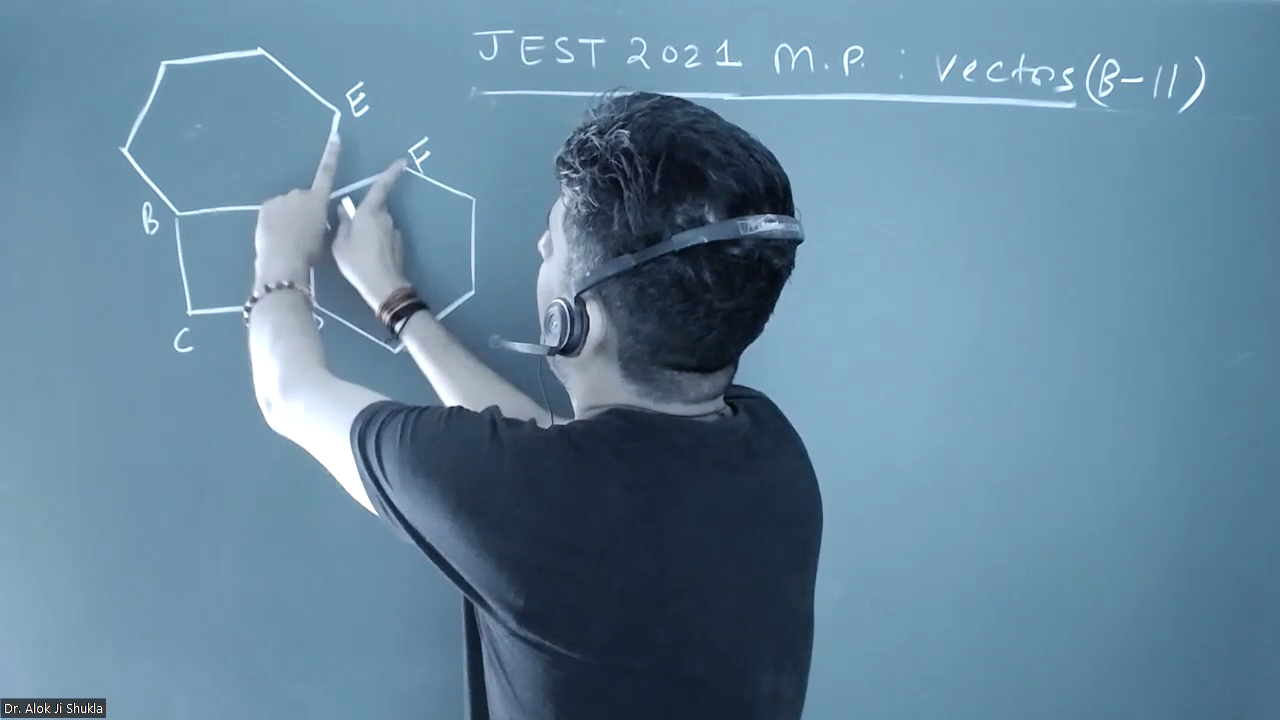 JEST 2021 M.P. : Vectors (B-11)
E
F
B
C
Dr. Alok Ji Shukla